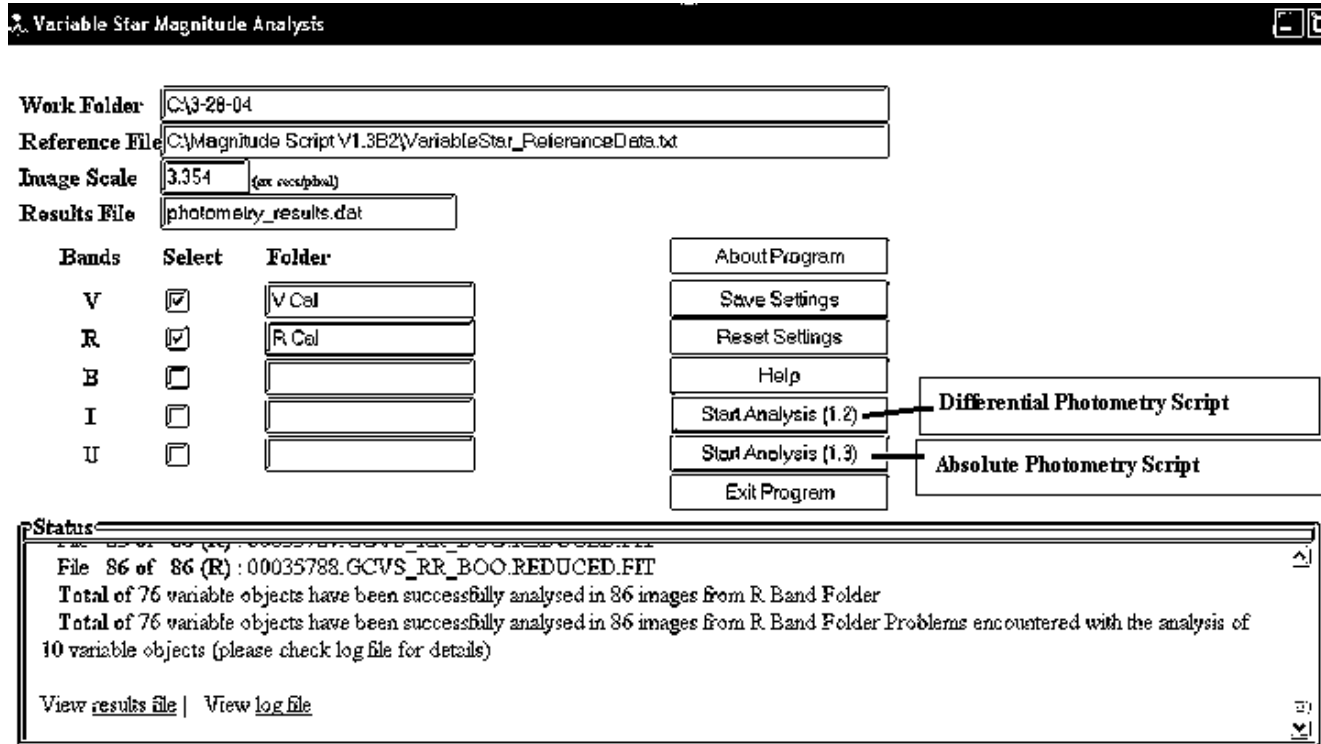 Variable Star Magnitude Analysis
Work Folder C:\3-28-04
Reference File C:\Magnitude Script V1.3B2\VariableStar_ReferenceData.txt
Image Scale 3.354 (arc secs/pixel)
Results File photometry_results.dat
Bands Select Folder
About Program
V V Cal
Save Settings
R R Cal
Reset Settings
B
Help
I
Start Analysis (1.2)
Differential Photometry Script
U
Start Analysis (1.3)
Absolute Photometry Script
Exit Program
Status
File 86 of 86 (R) : 00035788.GCVS_RR_BOO.REDUCED.FIT
Total of 76 variable objects have been successfully analysed in 86 images from R Band Folder
Total of 76 variable objects have been successfully analysed in 86 images from R Band Folder Problems encountered with the analysis of
10 variable objects (please check log file for details)
View results file | View log file